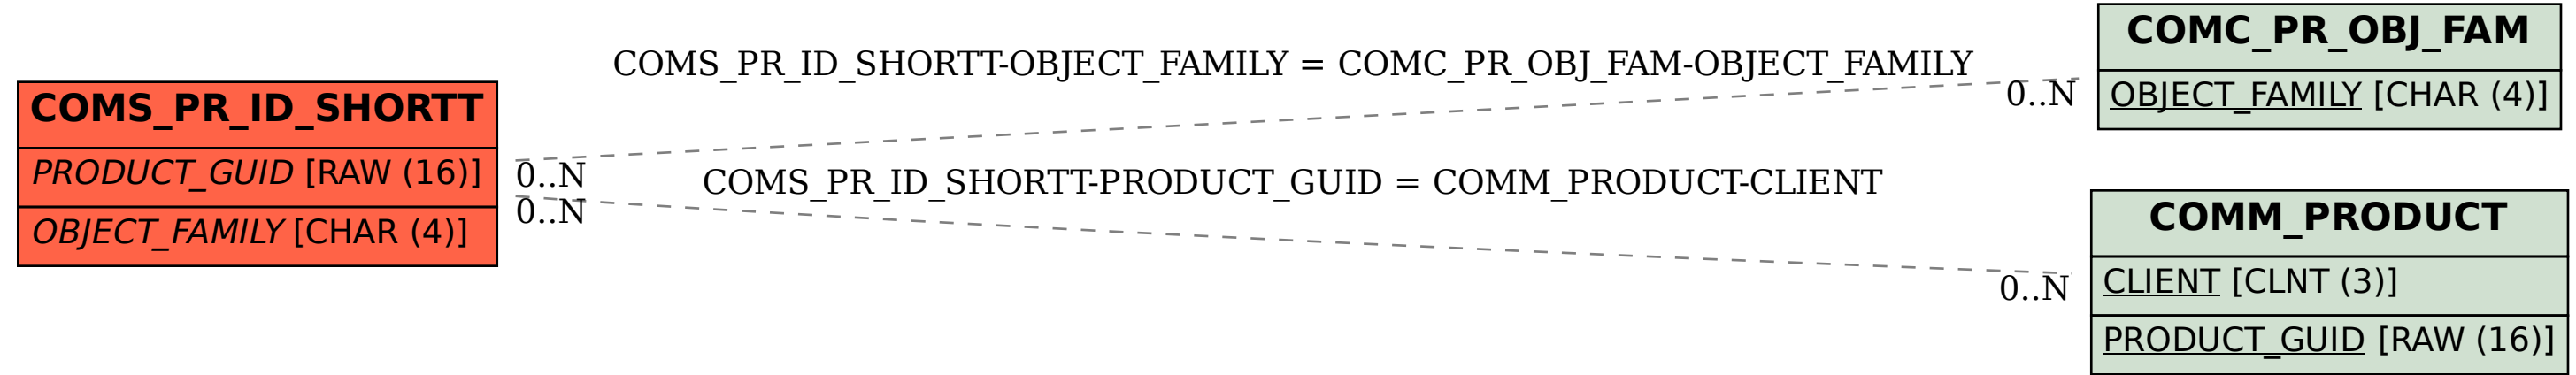 COMS_PR_ID_SHORTT
PRODUCT_GUID [RAW (16)]
OBJECT_FAMILY [CHAR (4)]
COMS_PR_ID_SHORTT-OBJECT_FAMILY = COMC_PR_OBJ_FAM-OBJECT_FAMILY
0..N
0..N
COMS_PR_ID_SHORTT-PRODUCT_GUID = COMM_PRODUCT-CLIENT
0..N
0..N
COMC_PR_OBJ_FAM
OBJECT_FAMILY [CHAR (4)]
COMM_PRODUCT
CLIENT [CLNT (3)]
PRODUCT_GUID [RAW (16)]